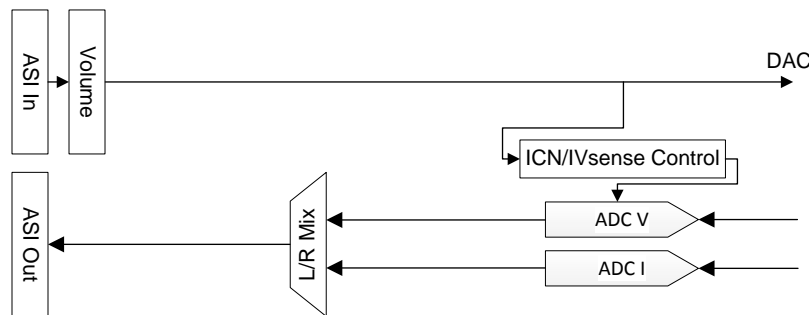 ASI In
Volume
DAC
ICN/IVsense Control
ASI Out
L/R Mix
ADC V
ADC I